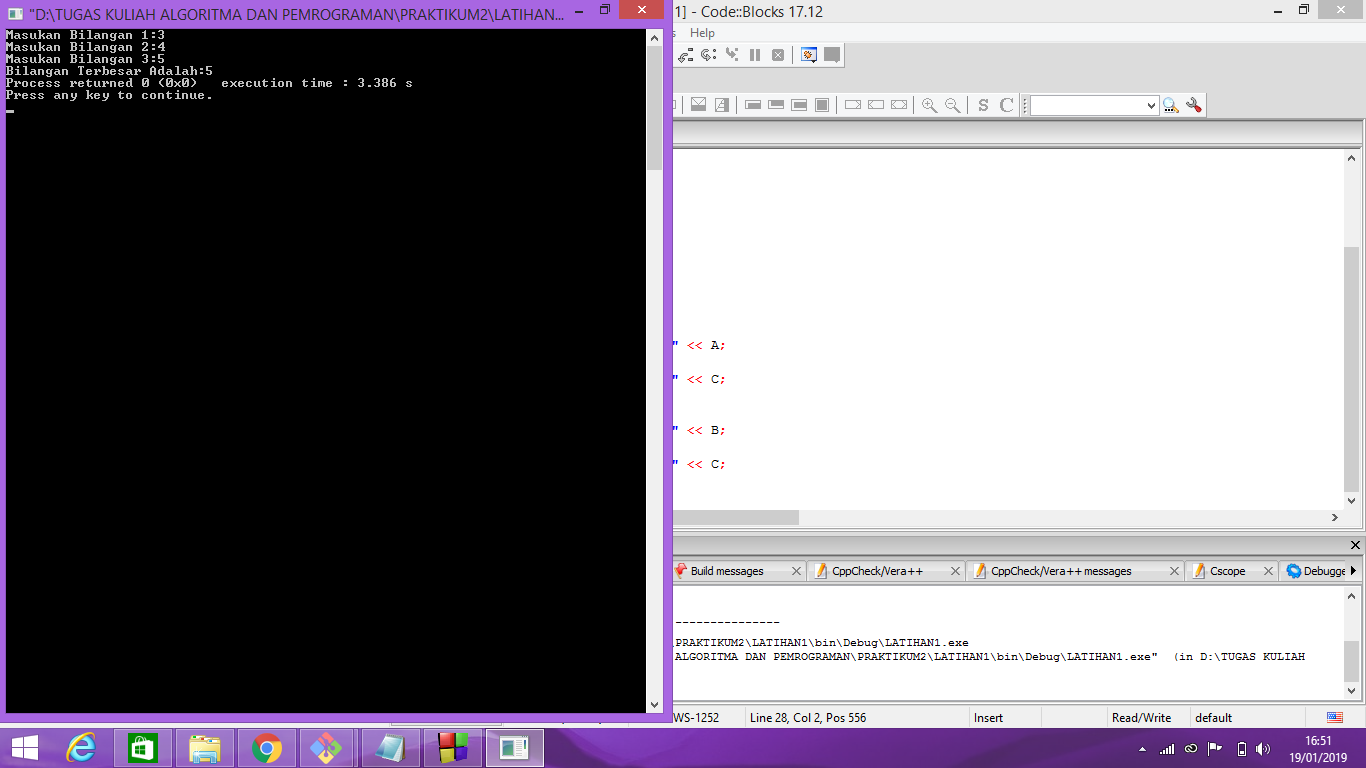 "D:\TUGAS KULIAH ALGORITMA DAN PEMROGRAMAN\PRAKTIKUM2\LATIHAN...
Masukan Bilangan 1:3
Masukan Bilangan 2:4
Masukan Bilangan 3:5
Bilangan Terbesar Adalah:5
Process returned 0 (0x0)   execution time : 3.386 s
Press any key to continue.
1] - Code::Blocks 17.12
Help
S C
" << A;
" << C;
" << B;
" << C;
Build messages
CppCheck/Vera++
CppCheck/Vera++ messages
Cscope
Debugge
--------------
PRAKTIKUM2\LATIHAN1\bin\Debug\LATIHAN1.exe
ALGORITMA DAN PEMROGRAMAN\PRAKTIKUM2\LATIHAN1\bin\Debug\LATIHAN1.exe"  (in D:\TUGAS KULIAH
WS-1252
Line 28, Col 2, Pos 556
Insert
Read/Write
default
16:51
19/01/2019